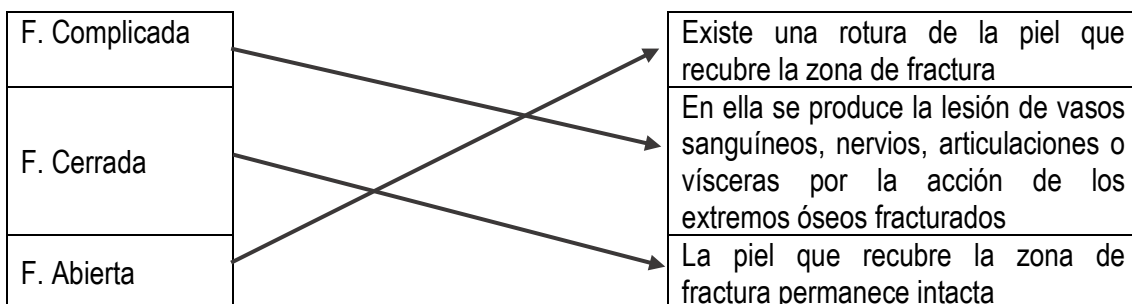 F. Complicada
F. Cerrada
F. Abierta
Existe una rotura de la piel que
recubre la zona de fractura
En ella se produce la lesión de vasos
sanguíneos, nervios, articulaciones o
vísceras por la acción de los
extremos óseos fracturados
La piel que recubre la zona de
fractura permanece intacta